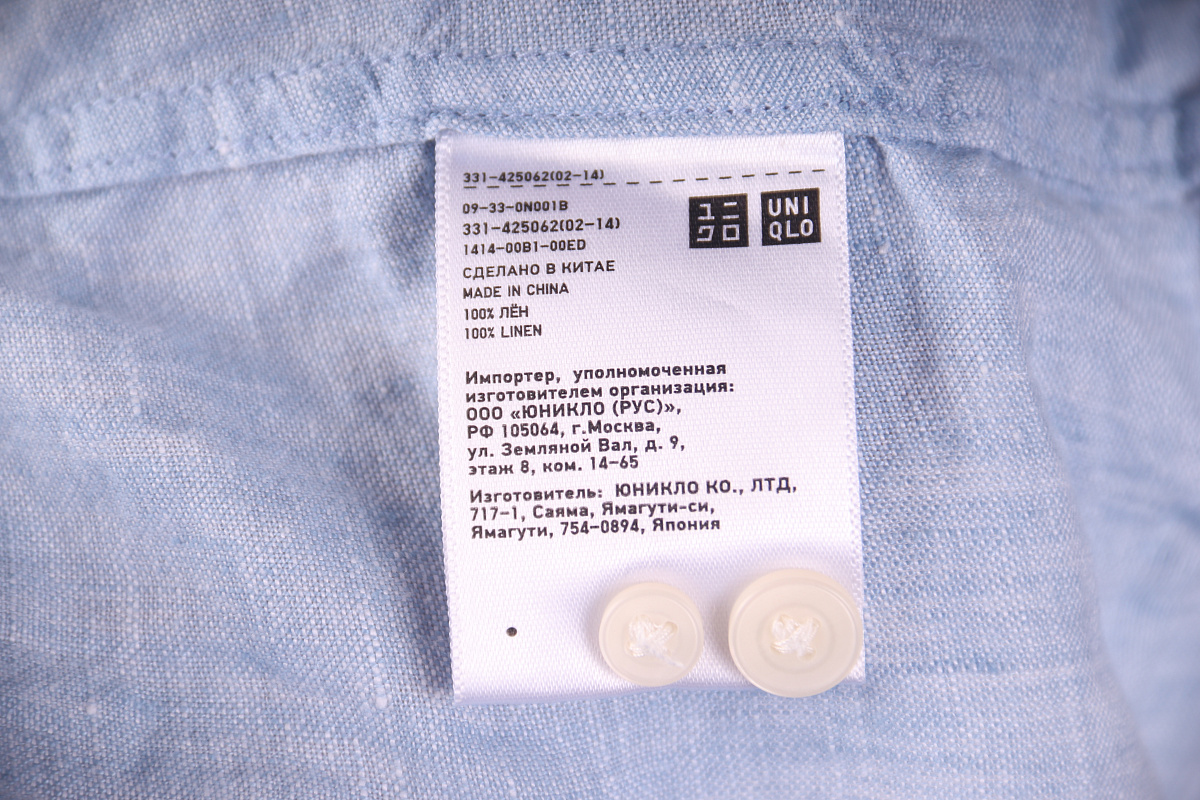 331-425062(02-14)
09-33-0N001B
331-425062(02-14)
1414-00B1-00ED
ユニ
クロ
UNI
QLO
СДЕЛАНО В КИТАЕ
MADE IN CHINA
100% ЛЁН
100% LINEN
Импортер, уполномоченная
изготовителем организация:
ООО «ЮНИКЛО (РУС)»,
РФ 105064, г.Москва,
ул. Земляной Вал, д. 9,
этаж 8, ком. 14-65
Изготовитель: ЮНИКЛО КО., ЛТД,
717-1, Саяма, Ямагути-си,
Ямагути, 754-0894, Япония